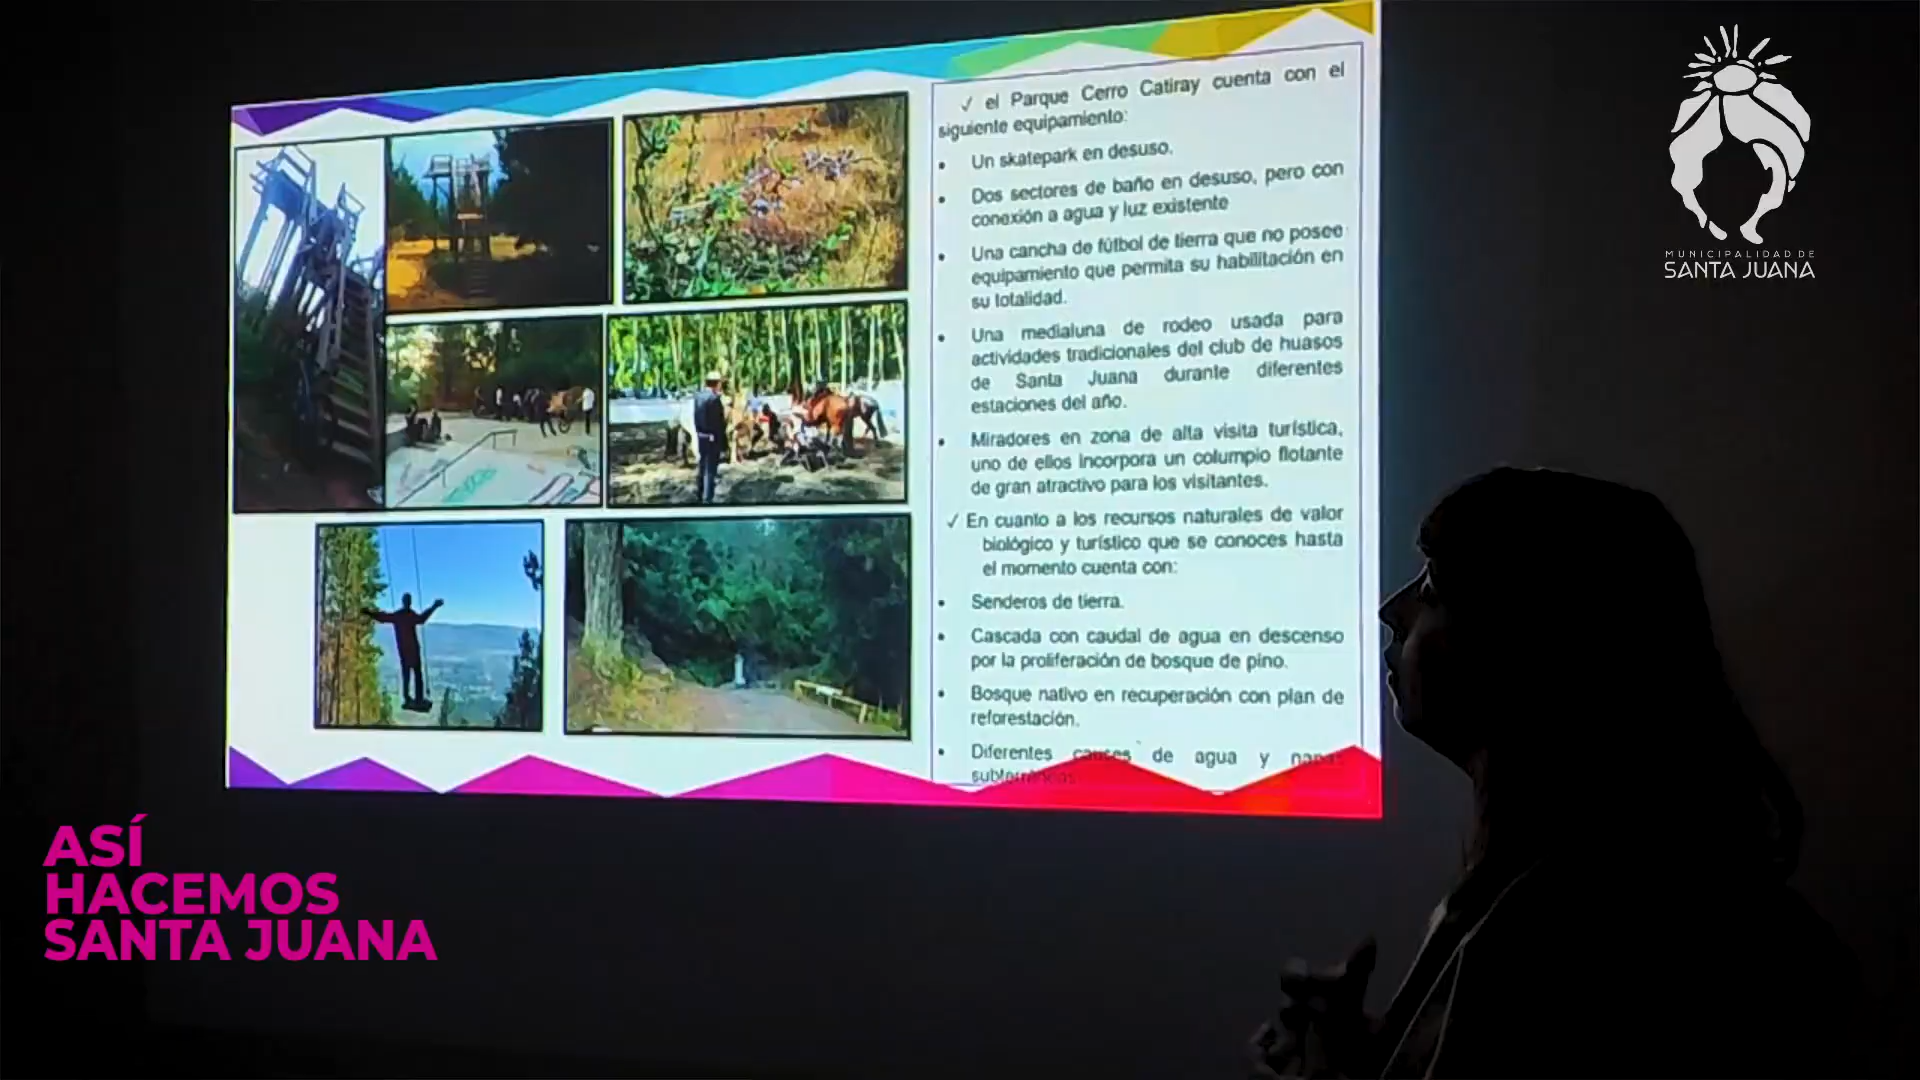 ✓ el Parque Cerro Catiray cuenta con el
siguiente equipamiento:
• Un skatepark en desuso.
• Dos sectores de baño en desuso, pero con
conexión a agua y luz existente
• Una cancha de fútbol de tierra que no posee
equipamiento que permita su habilitación en
su totalidad.
• Una medialuna de rodeo usada para
actividades tradicionales del club de huasos
de Santa Juana durante diferentes
estaciones del año.
• Miradores en zona de alta visita turística,
uno de ellos incorpora un columpio flotante
de gran atractivo para los visitantes.
✓ En cuanto a los recursos naturales de valor
biológico y turístico que se conoces hasta
el momento cuenta con:
• Senderos de tierra.
• Cascada con caudal de agua en descenso
por la proliferación de bosque de pino.
• Bosque nativo en recuperación con plan de
reforestación.
• Diferentes causes de agua y napas
subterráneas
MUNICIPALIDAD DE
SANTA JUANA
ASÍ
HACEMOS
SANTA JUANA